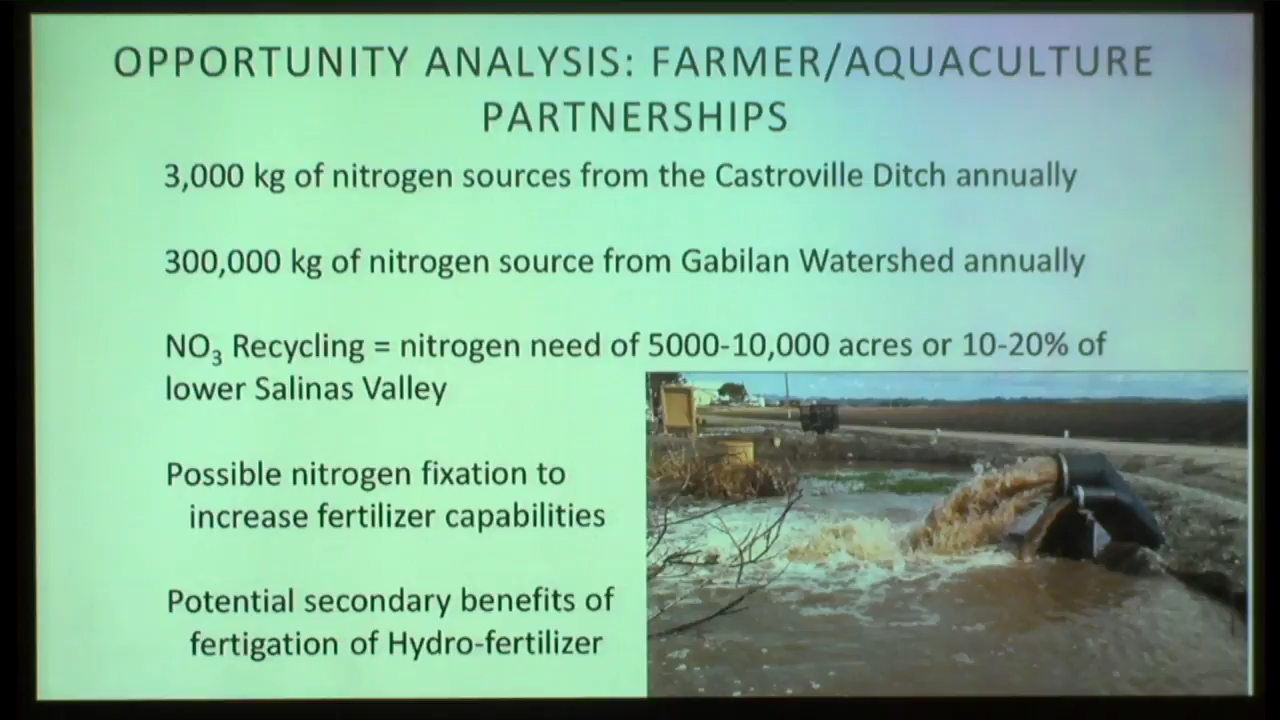 OPPORTUNITY ANALYSIS: FARMER/AQUACULTURE
PARTNERSHIPS
3,000 kg of nitrogen sources from the Castroville Ditch annually
300,000 kg of nitrogen source from Gabilan Watershed annually
NO₃ Recycling = nitrogen need of 5000-10,000 acres or 10-20% of
lower Salinas Valley
Possible nitrogen fixation to
increase fertilizer capabilities
Potential secondary benefits of
fertigation of Hydro-fertilizer